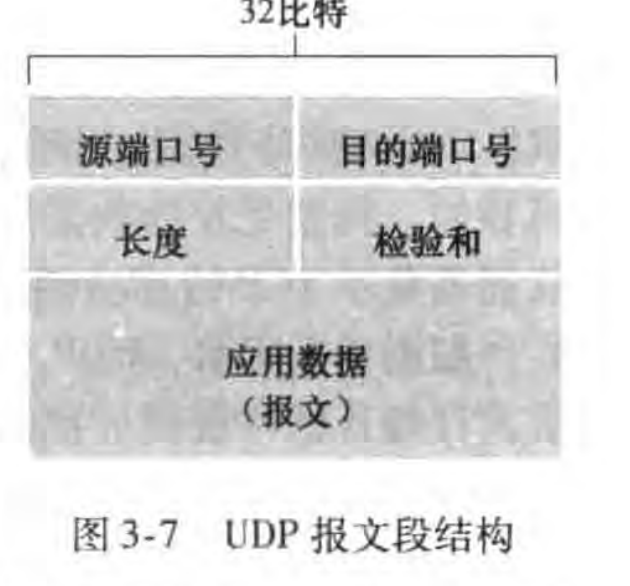 32比特
源端口号 目的端口号
长度 检验和
应用数据
（报文）
图 3-7 UDP 报文段结构